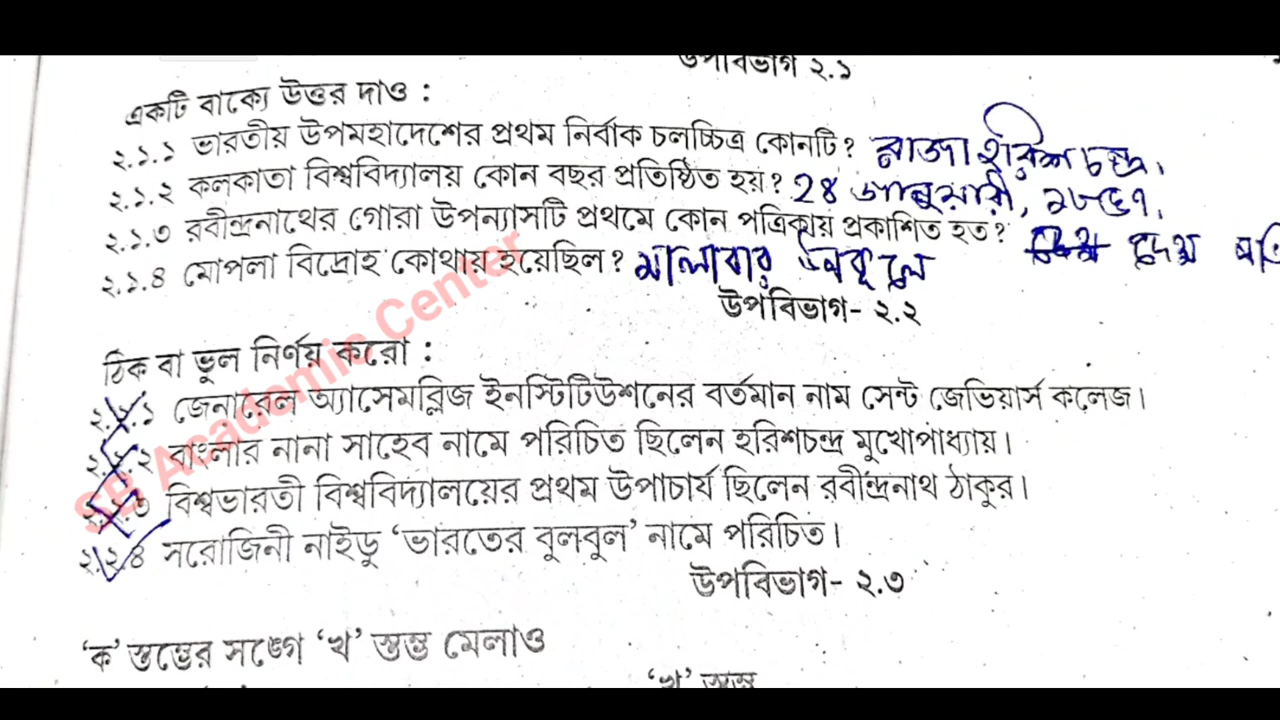 উপবিভাগ ২.১
একটি বাক্যে উত্তর দাও :
২.১.১ ভারতীয় উপমহাদেশের প্রথম নির্বাক চলচ্চিত্র কোনটি? রাজা হরিশ চন্দ্র.
২.১.২ কলকাতা বিশ্ববিদ্যালয় কোন বছর প্রতিষ্ঠিত হয়? 24 জানুয়ারী, ১৮৫৭.
২.১.৩ রবীন্দ্রনাথের গোরা উপন্যাসটি প্রথমে কোন পত্রিকায় প্রকাশিত হত?
২.১.৪ মোপলা বিদ্রোহ কোথায় হয়েছিল? মালাবার উপকূলে
উপবিভাগ- ২.২
ঠিক বা ভুল নির্ণয় করো :
২.২.১ জেনারেল অ্যাসেমব্লিজ ইনস্টিটিউশনের বর্তমান নাম সেন্ট জেভিয়ার্স কলেজ।
২.২.২ বাংলার নানা সাহেব নামে পরিচিত ছিলেন হরিশচন্দ্র মুখোপাধ্যায়।
২.২.৩ বিশ্বভারতী বিশ্ববিদ্যালয়ের প্রথম উপাচার্য ছিলেন রবীন্দ্রনাথ ঠাকুর।
২.২.৪ সরোজিনী নাইডু ‘ভারতের বুলবুল’ নামে পরিচিত।
উপবিভাগ- ২.৩
‘ক’ স্তম্ভের সঙ্গে ‘খ’ স্তম্ভ মেলাও
‘খ’ স্তম্ভ
SB Academic Center